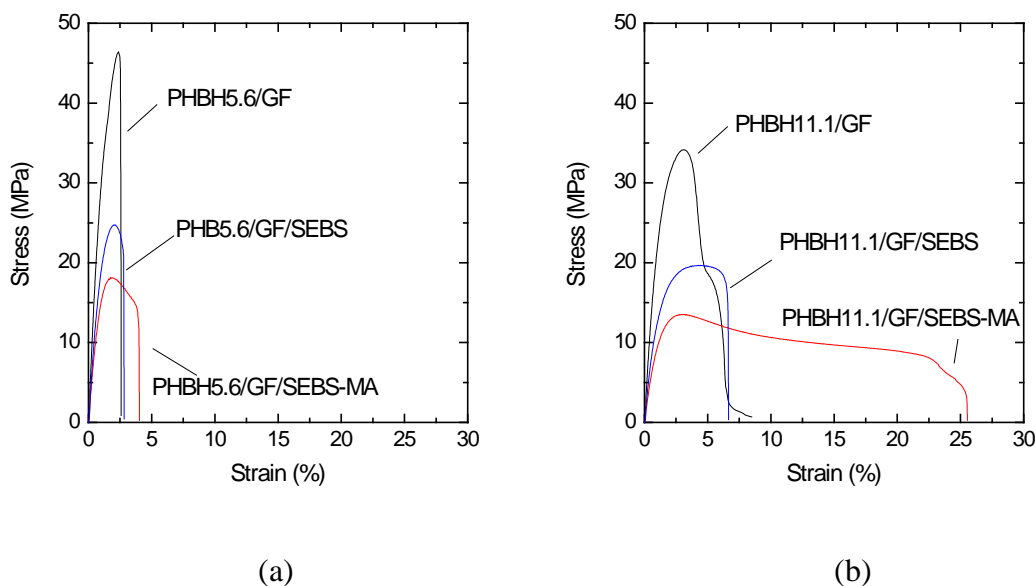 50
40
30
20
10
0
Stress (MPa)
PHBH5.6/GF
PHB5.6/GF/SEBS
PHBH5.6/GF/SEBS-MA
0 5 10 15 20 25 30
Strain (%)
(a)
50
40
30
20
10
0
Stress (MPa)
PHBH11.1/GF
PHBH11.1/GF/SEBS
PHBH11.1/GF/SEBS-MA
0 5 10 15 20 25 30
Strain (%)
(b)